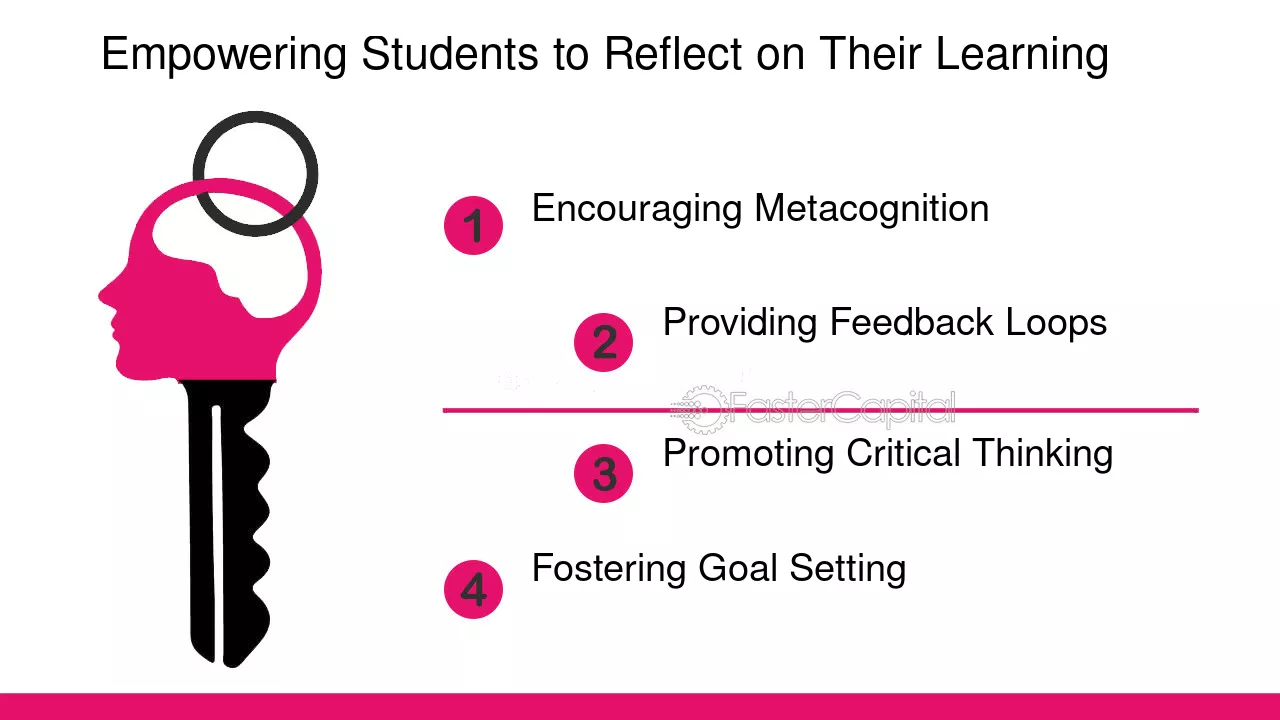 Empowering Students to Reflect on Their Learning
1 Encouraging Metacognition
2 Providing Feedback Loops
FasterCapital
3 Promoting Critical Thinking
4 Fostering Goal Setting